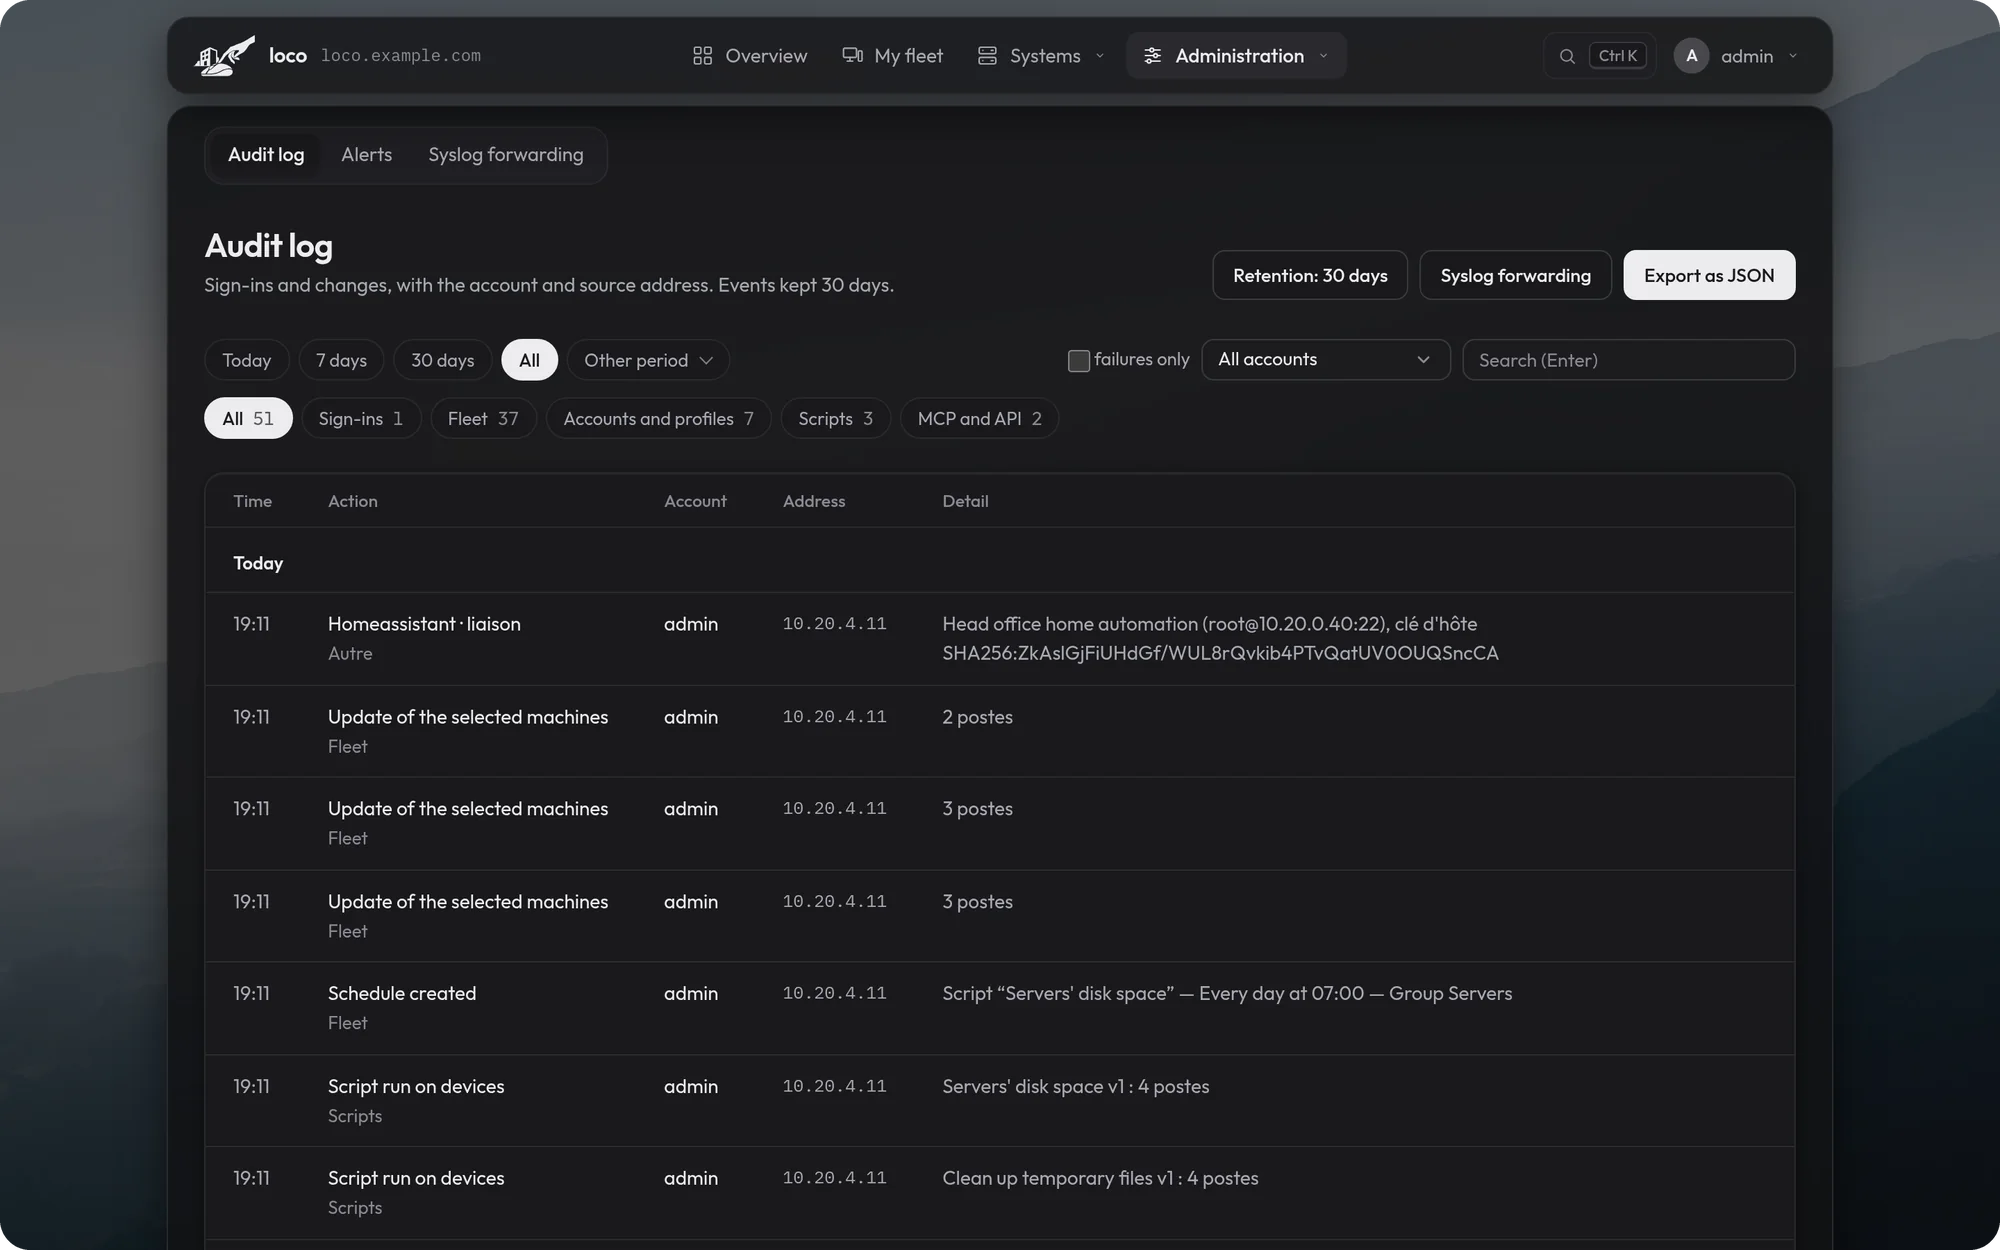 loco loco.example.com Overview My fleet Systems Administration Ctrl K A admin
Audit log Alerts Syslog forwarding
Audit log
Sign-ins and changes, with the account and source address. Events kept 30 days.
Retention: 30 days Syslog forwarding Export as JSON
Today 7 days 30 days All Other period failures only All accounts Search (Enter)
All 51 Sign-ins 1 Fleet 37 Accounts and profiles 7 Scripts 3 MCP and API 2
Time Action Account Address Detail
Today
19:11 Homeassistant · liaison admin 10.20.4.11 Head office home automation (root@10.20.0.40:22), clé d'hôte
Autre SHA256:ZkAslGjFiUHdGf/WUL8rQvkib4PTvQatUV0OUQSncCA
19:11 Update of the selected machines admin 10.20.4.11 2 postes
Fleet
19:11 Update of the selected machines admin 10.20.4.11 3 postes
Fleet
19:11 Update of the selected machines admin 10.20.4.11 3 postes
Fleet
19:11 Schedule created admin 10.20.4.11 Script “Servers' disk space” — Every day at 07:00 — Group Servers
Fleet
19:11 Script run on devices admin 10.20.4.11 Servers' disk space v1 : 4 postes
Scripts
19:11 Script run on devices admin 10.20.4.11 Clean up temporary files v1 : 4 postes
Scripts